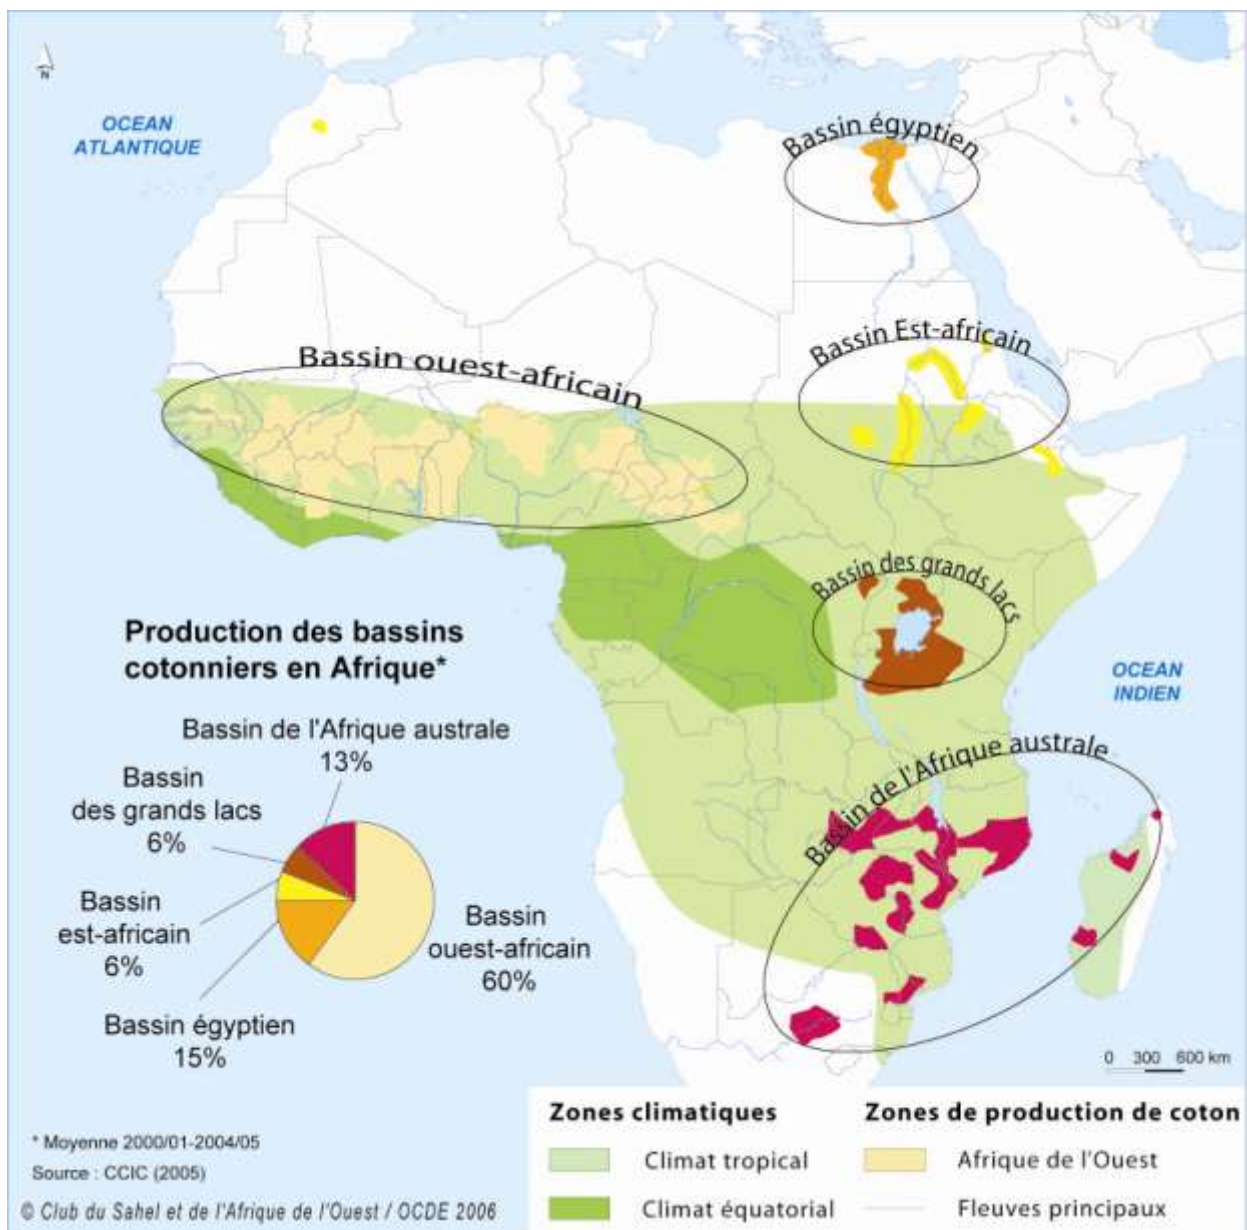 N
OCEAN
ATLANTIQUE
Bassin égyptien
Bassin Est-africain
Bassin ouest-africain
Bassin des grands lacs
Production des bassins
cotonniers en Afrique*
OCEAN
INDIEN
Bassin de l'Afrique australe
Bassin de l'Afrique australe
13%
Bassin
des grands lacs
6%
Bassin
est-africain
6%
Bassin
ouest-africain
60%
Bassin égyptien
15%
0 300 600 km
Zones climatiques
Zones de production de coton
Climat tropical
Afrique de l'Ouest
Climat équatorial
Fleuves principaux
* Moyenne 2000/01-2004/05
Source : CCIC (2005)
© Club du Sahel et de l'Afrique de l'Ouest / OCDE 2006